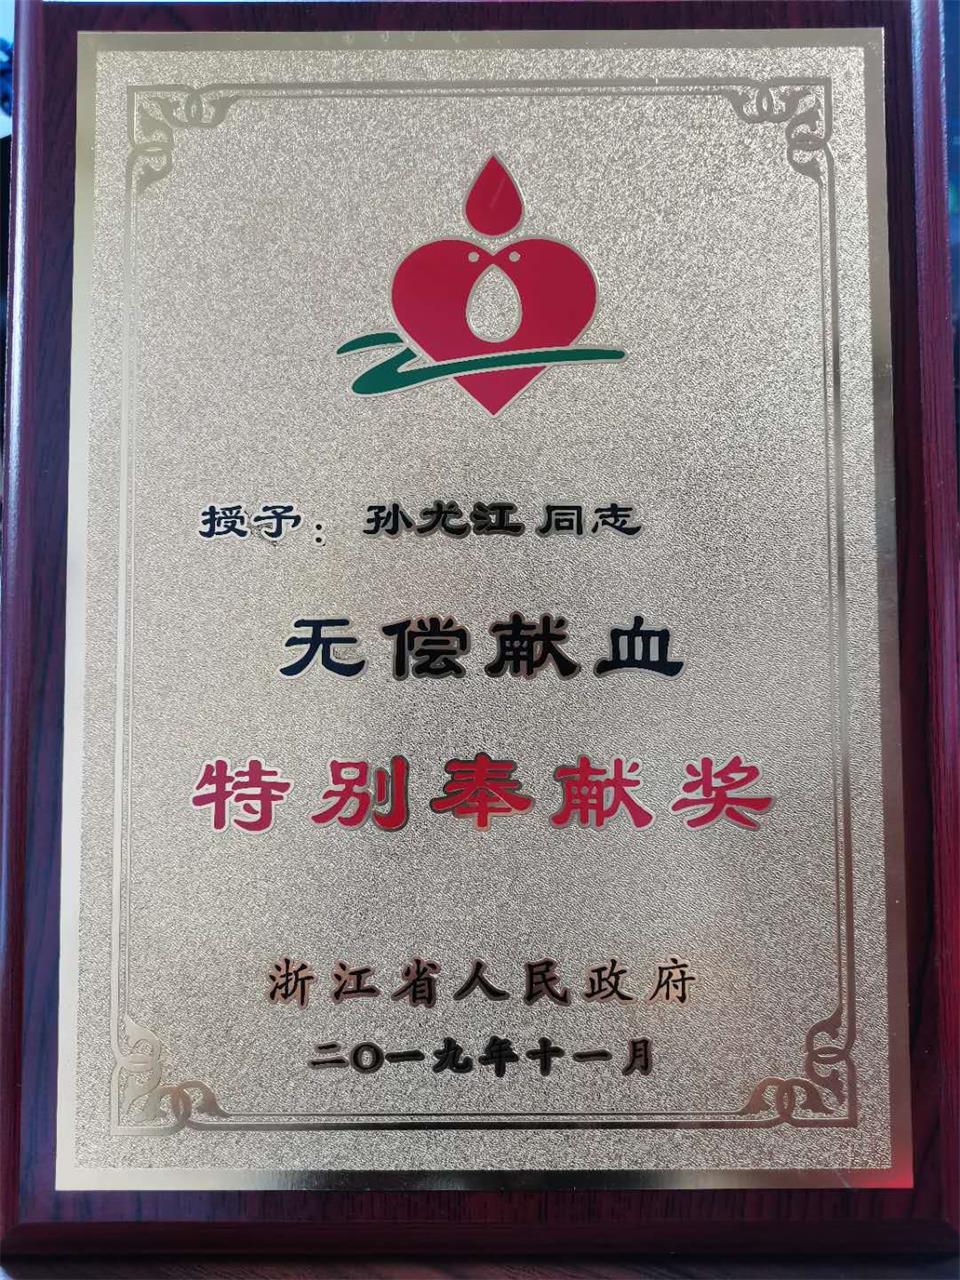 授予：孙尤江同志
无偿献血
特别奉献奖
浙江省人民政府
二〇一九年十一月